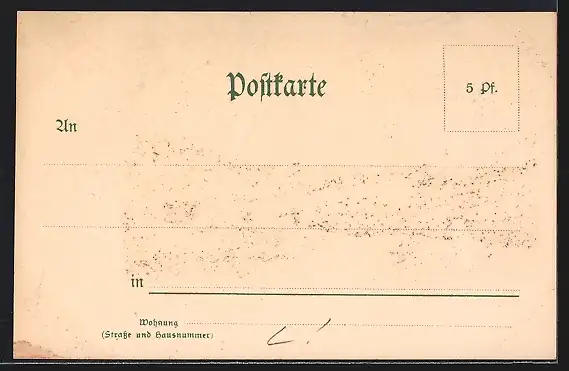 Postkarte
5 Pf.
An
in
Wohnung
(Straße und Hausnummer)